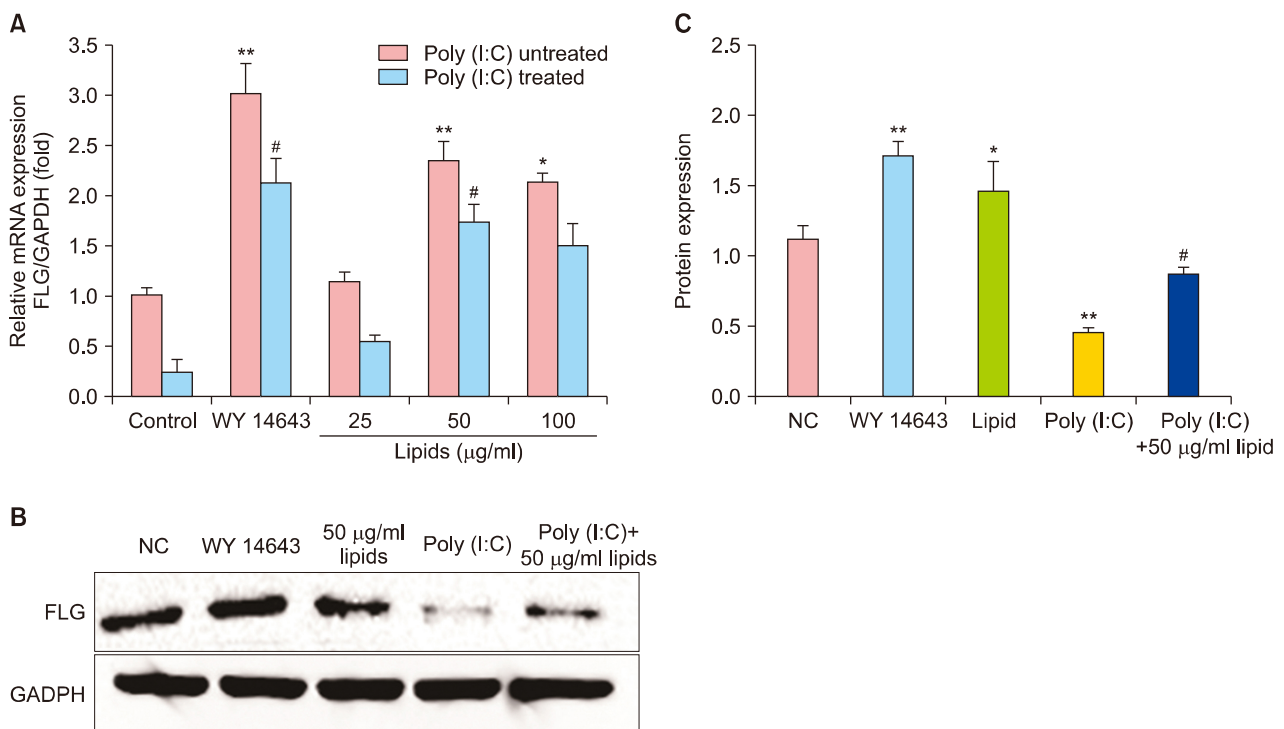 A
Relative mRNA expression
FLG/GAPDH (fold)
3.5
3.0
2.5
2.0
1.5
1.0
0.5
0.0
**
#
**
#
*
Poly (I:C) untreated
Poly (I:C) treated
Control
WY 14643
25
50
100
Lipids (μg/ml)
C
Protein expression
2.5
2.0
1.5
1.0
0.5
0.0
**
*
**
#
NC
WY 14643
Lipid
Poly (I:C)
Poly (I:C)
+50 μg/ml lipid
B
NC
WY 14643
50 μg/ml
lipids
Poly (I:C)
Poly (I:C)+
50 μg/ml lipids
FLG
GADPH